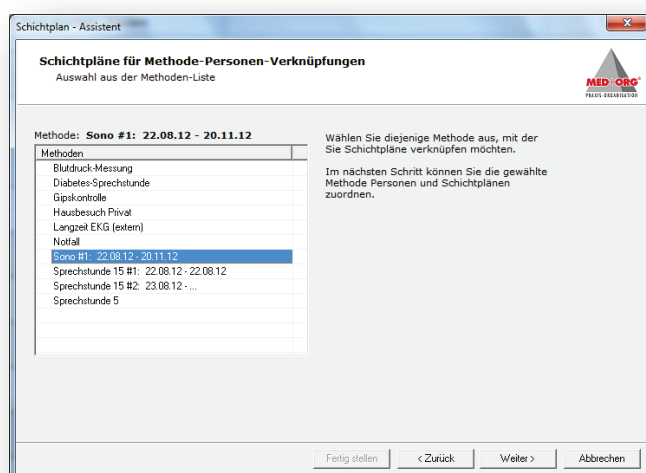 Schichtplan - Assistent
Schichtpläne für Methode-Personen-Verknüpfungen
Auswahl aus der Methoden-Liste
MED-ORG
PRAXIS-ORGANISATION
Methode: Sono #1: 22.08.12 - 20.11.12
Methoden
Blutdruck-Messung
Diabetes-Sprechstunde
Gipskontrolle
Hausbesuch Privat
Langzeit EKG (extern)
Notfall
Sono #1: 22.08.12 - 20.11.12
Sprechstunde 15 #1: 22.08.12 - 22.08.12
Sprechstunde 15 #2: 23.08.12 - ...
Sprechstunde 5
Wählen Sie diejenige Methode aus, mit der
Sie Schichtpläne verknüpfen möchten.
Im nächsten Schritt können Sie die gewählte
Methode Personen und Schichtplänen
zuordnen.
Fertig stellen
< Zurück
Weiter >
Abbrechen